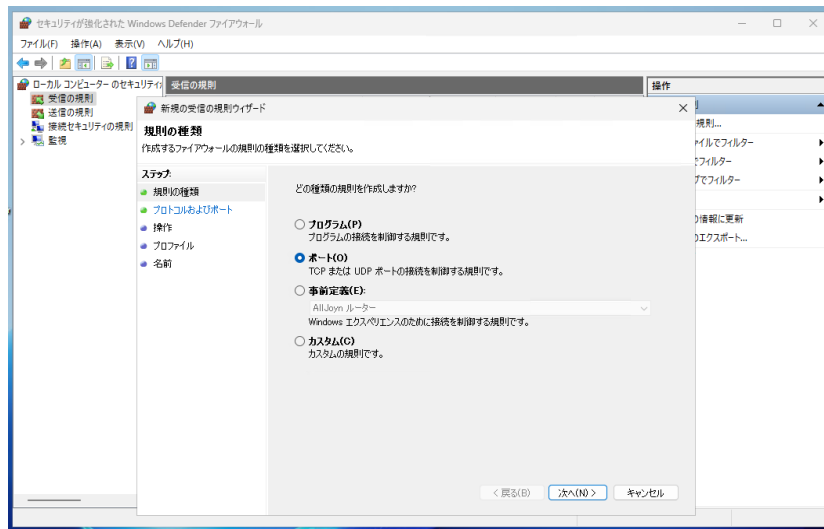 セキュリティが強化された Windows Defender ファイアウォール
ファイル(F) 操作(A) 表示(V) ヘルプ(H)
ローカル コンピューター のセキュリティ
受信の規則
送信の規則
接続セキュリティの規則
監視
受信の規則
操作
規則...
イルでフィルター
でフィルター
プでフィルター
情報に更新
のエクスポート...
新規の受信の規則ウィザード
規則の種類
作成するファイアウォールの規則の種類を選択してください。
ステップ:
規則の種類
プロトコルおよびポート
操作
プロファイル
名前
どの種類の規則を作成しますか?
プログラム(P)
プログラムの接続を制御する規則です。
ポート(O)
TCP または UDP ポートの接続を制御する規則です。
事前定義(E):
AllJoyn ルーター
Windows エクスペリエンスのために接続を制御する規則です。
カスタム(C)
カスタムの規則です。
< 戻る(B) 次へ(N) > キャンセル